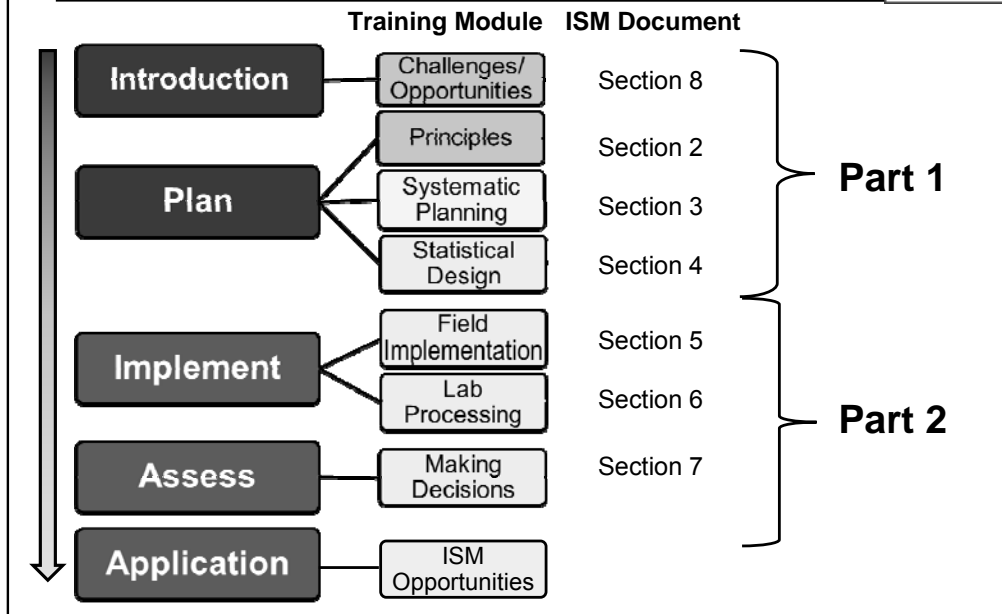 Training Module ISM Document
Introduction
Challenges/
Opportunities
Section 8
Plan
Principles
Section 2
Systematic
Planning
Section 3
Statistical
Design
Section 4
Part 1
Implement
Field
Implementation
Section 5
Lab
Processing
Section 6
Assess
Making
Decisions
Section 7
Part 2
Application
ISM
Opportunities